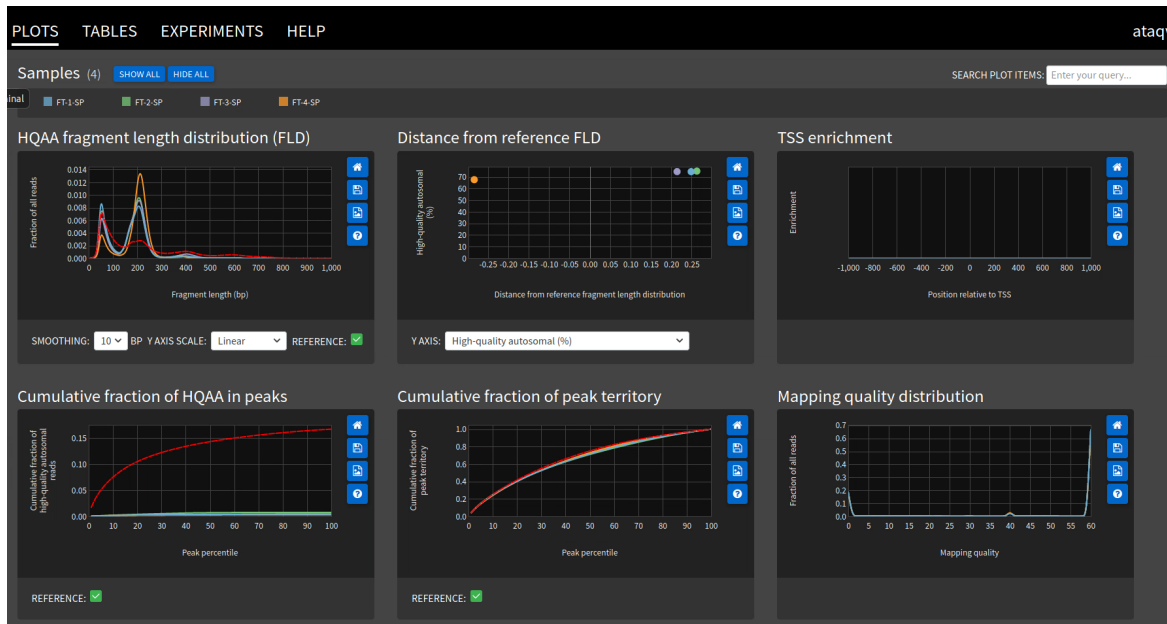 PLOTS TABLES EXPERIMENTS HELP ataqv
Samples (4) SHOW ALL HIDE ALL SEARCH PLOT ITEMS: Enter your query...
inal FT-1-SP FT-2-SP FT-3-SP FT-4-SP
HQAA fragment length distribution (FLD)
Fraction of all reads
0.014
0.012
0.010
0.008
0.006
0.004
0.002
0.000
0 100 200 300 400 500 600 700 800 900 1,000
Fragment length (bp)
SMOOTHING: 10 BP Y AXIS SCALE: Linear REFERENCE:
Distance from reference FLD
High-quality autosomal
(%)
70
60
50
40
30
20
10
0
-0.25 -0.20 -0.15 -0.10 -0.05 0.00 0.05 0.10 0.15 0.20 0.25
Distance from reference fragment length distribution
Y AXIS: High-quality autosomal (%)
TSS enrichment
Enrichment
-1,000 -800 -600 -400 -200 0 200 400 600 800 1,000
Position relative to TSS
Cumulative fraction of HQAA in peaks
Cumulative fraction of
high-quality autosomal
reads
0.15
0.10
0.05
0.00
0 10 20 30 40 50 60 70 80 90 100
Peak percentile
REFERENCE:
Cumulative fraction of peak territory
Cumulative fraction of
peak territory
1.0
0.8
0.6
0.4
0.2
0.0
0 10 20 30 40 50 60 70 80 90 100
Peak percentile
REFERENCE:
Mapping quality distribution
Fraction of all reads
0.7
0.6
0.5
0.4
0.3
0.2
0.1
0.0
0 5 10 15 20 25 30 35 40 45 50 55 60
Mapping quality